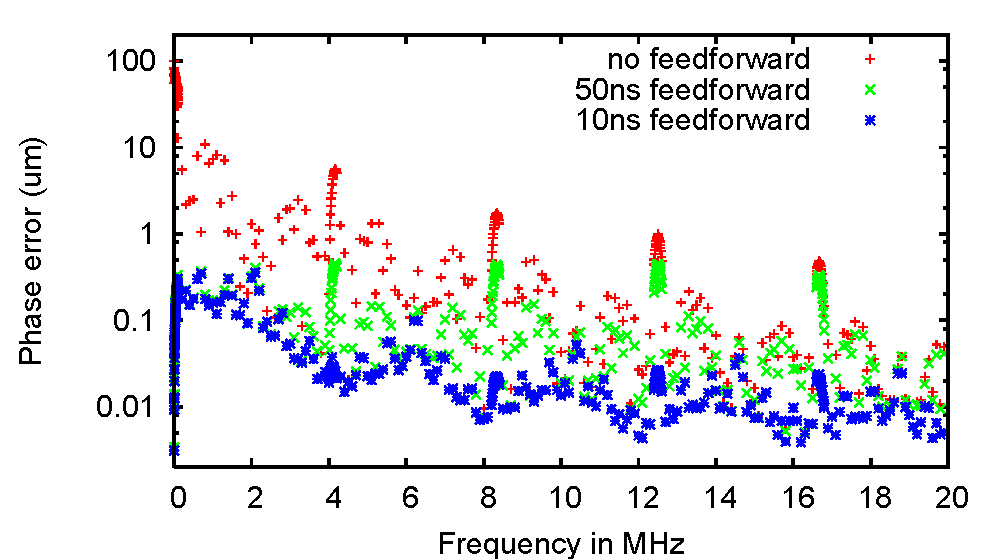 100
10
1
0.1
0.01
Phase error (um)
no feedforward
50ns feedforward
10ns feedforward
0 2 4 6 8 10 12 14 16 18 20
Frequency in MHz